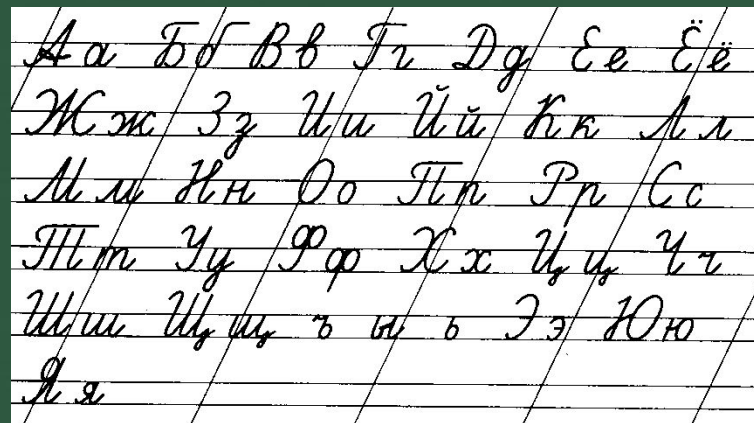 Аа Бб Вв Гг Дд Ее Ёё
Жж Зз Ии Йй Кк Лл
Мм Нн Оо Пп Рр Сс
Тт Уу Фф Хх Цц Чч
Шш Щщ ъ ы ь Ээ Юю
Яя